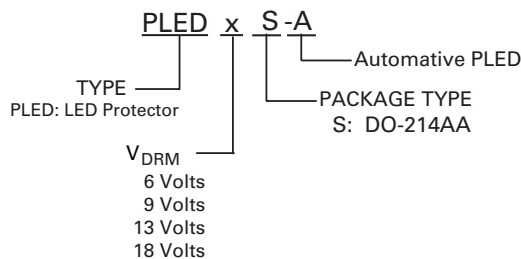 PLED x S -A
Automative PLED
TYPE
PLED: LED Protector
PACKAGE TYPE
S: DO-214AA
VDRM
6 Volts
9 Volts
13 Volts
18 Volts